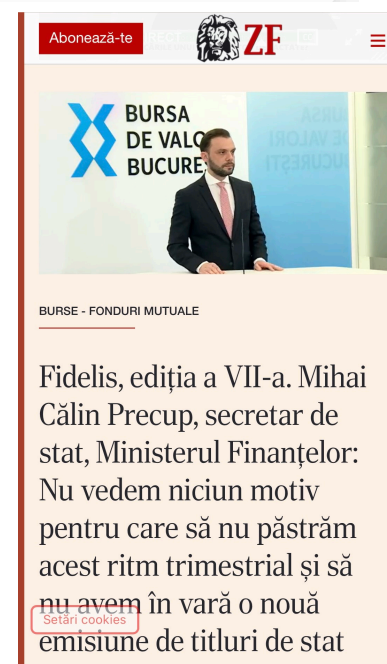 Abonează-te
ZF
BURSA
DE VALO
BUCURE
BURSE - FONDURI MUTUALE
Fidelis, ediția a VII-a. Mihai
Călin Precup, secretar de
stat, Ministerul Finanțelor:
Nu vedem niciun motiv
pentru care să nu păstrăm
acest ritm trimestrial și să
nu avem în vară o nouă
Setări cookies
emisiune de titluri de stat